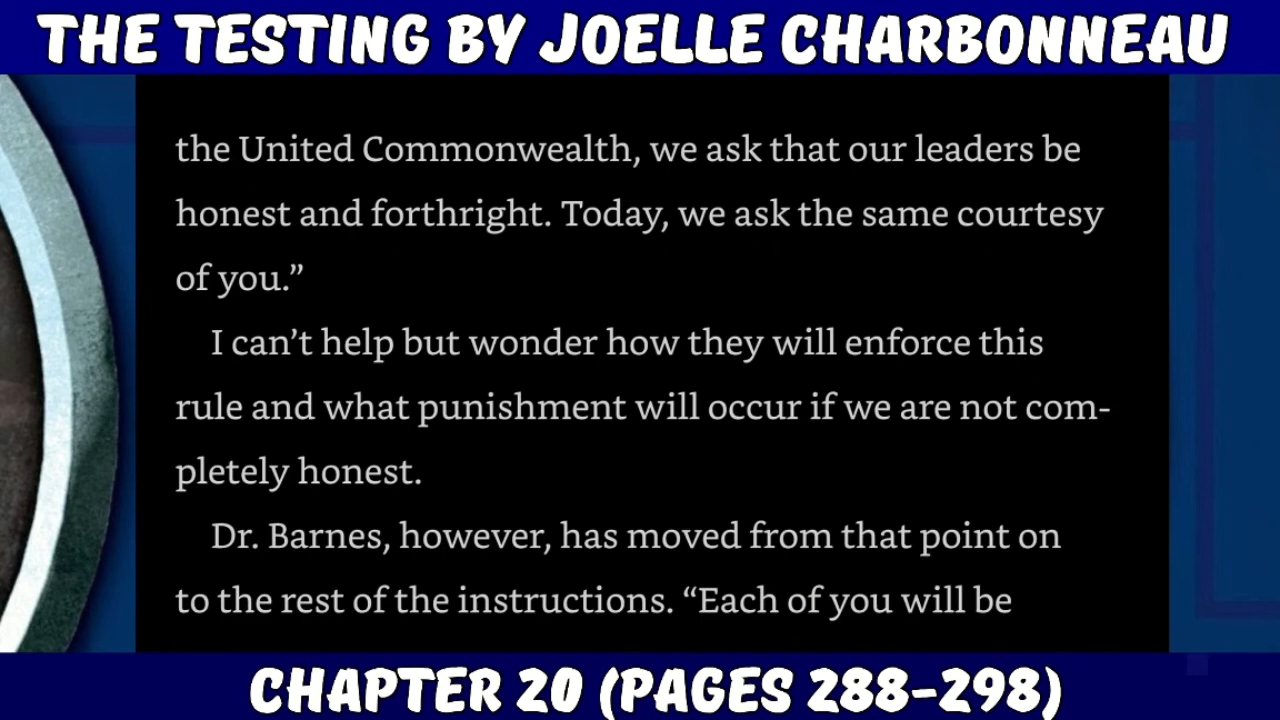 THE TESTING BY JOELLE CHARBONNEAU
the United Commonwealth, we ask that our leaders be
honest and forthright. Today, we ask the same courtesy
of you.”
I can’t help but wonder how they will enforce this
rule and what punishment will occur if we are not com-
pletely honest.
Dr. Barnes, however, has moved from that point on
to the rest of the instructions. “Each of you will be
CHAPTER 20 (PAGES 288-298)